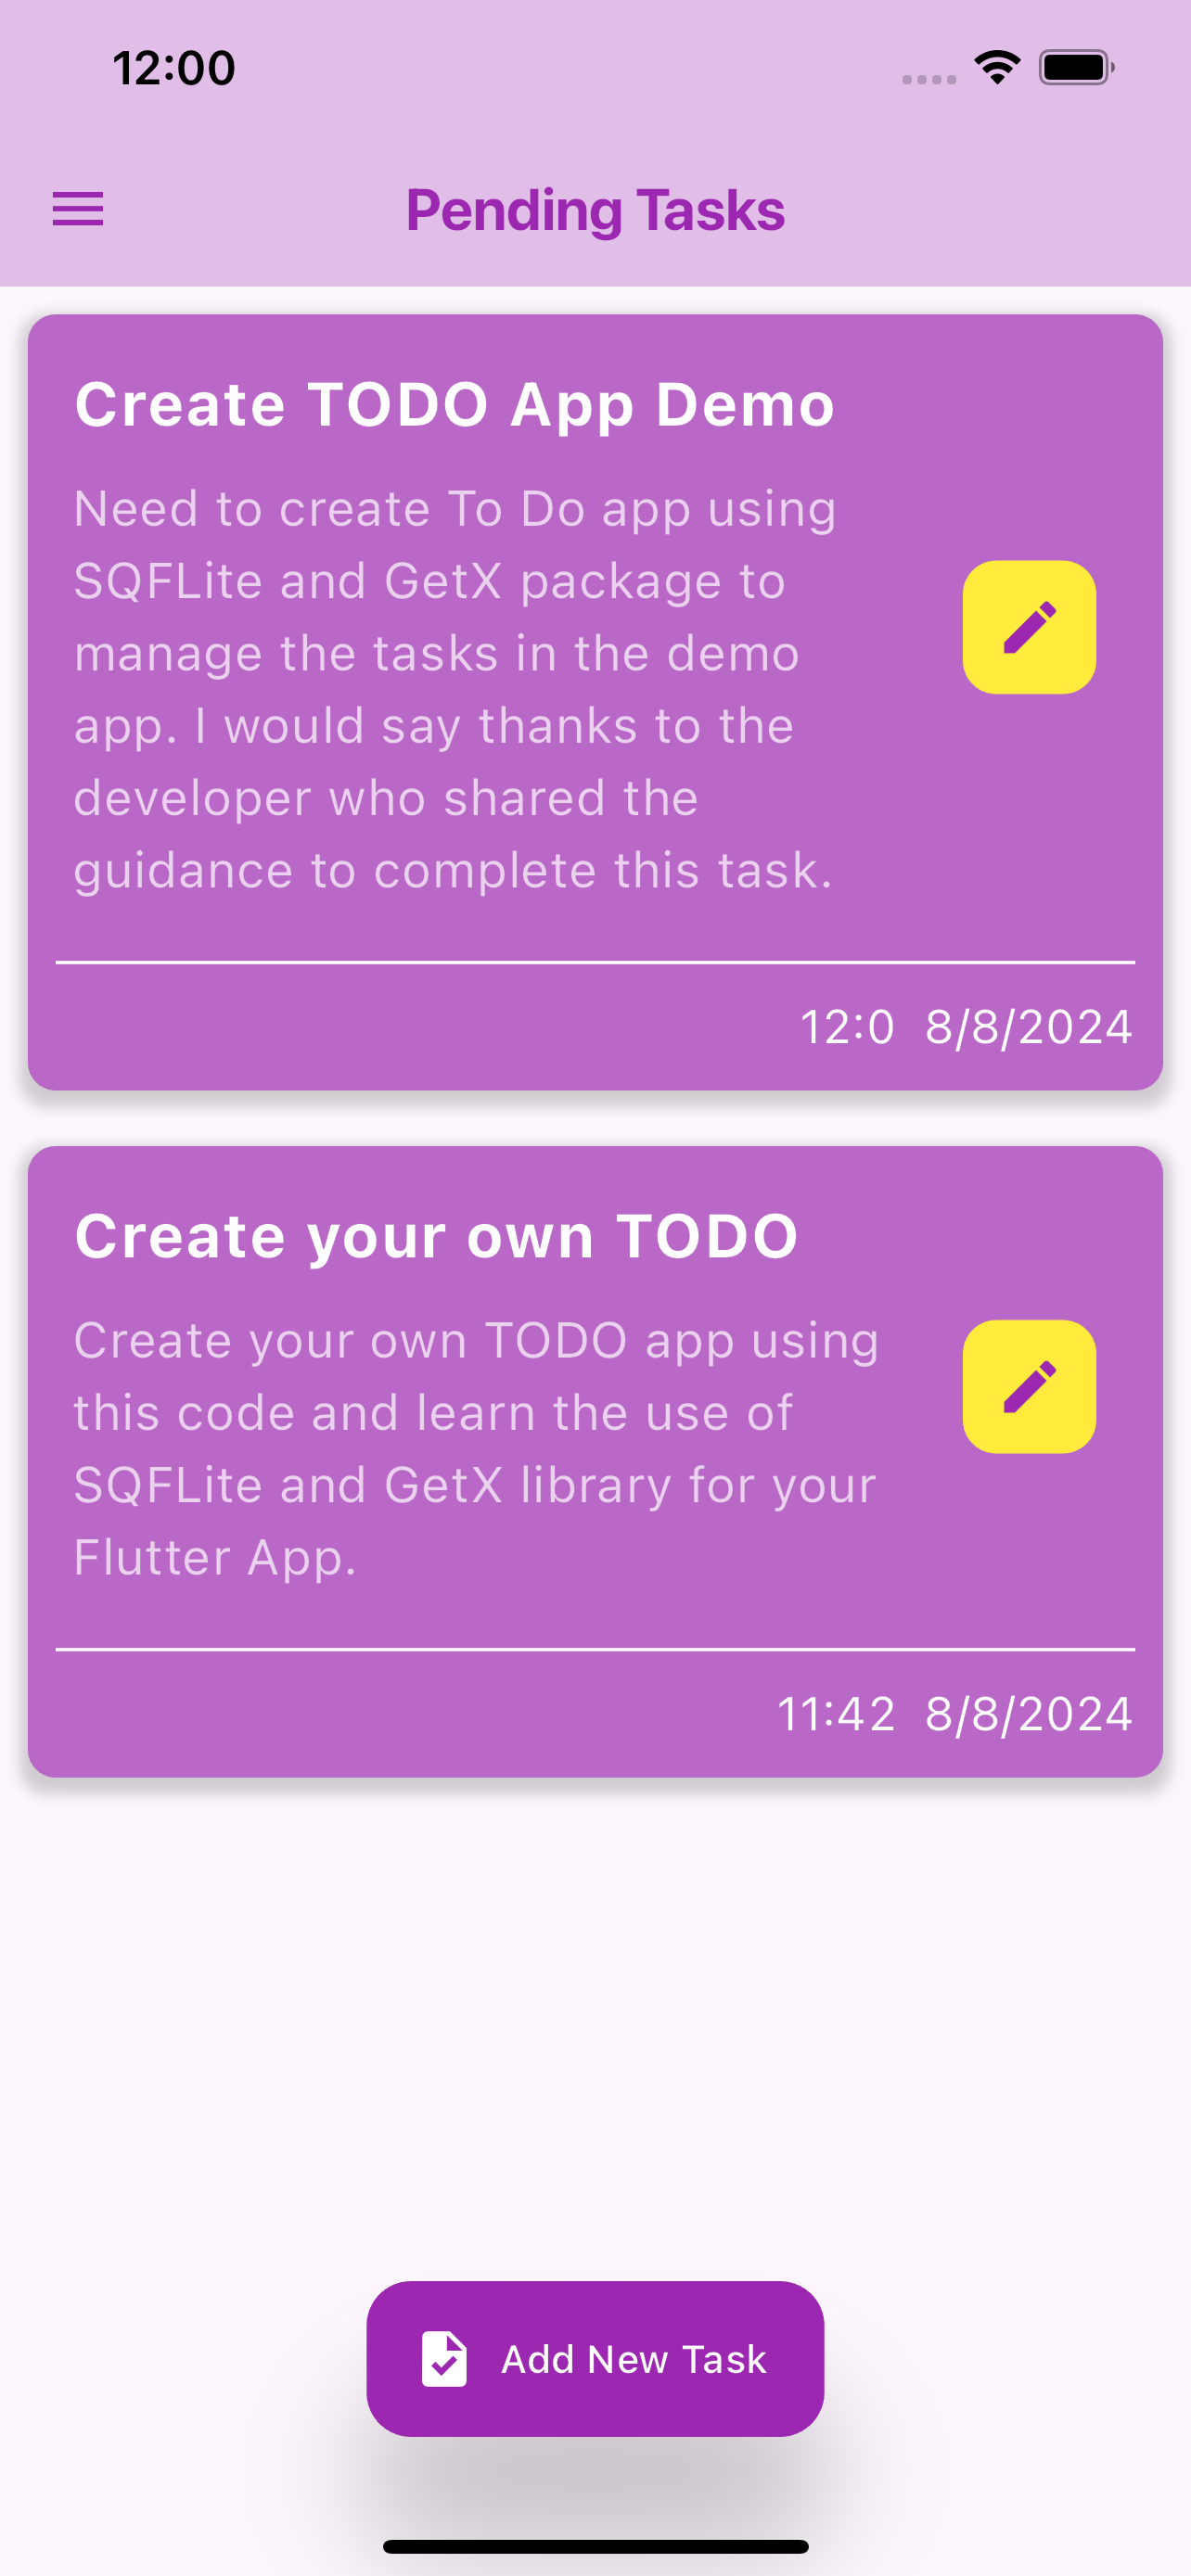 12:00
Pending Tasks
Create TODO App Demo
Need to create To Do app using
SQFLite and GetX package to
manage the tasks in the demo
app. I would say thanks to the
developer who shared the
guidance to complete this task.
12:0 8/8/2024
Create your own TODO
Create your own TODO app using
this code and learn the use of
SQFLite and GetX library for your
Flutter App.
11:42 8/8/2024
Add New Task